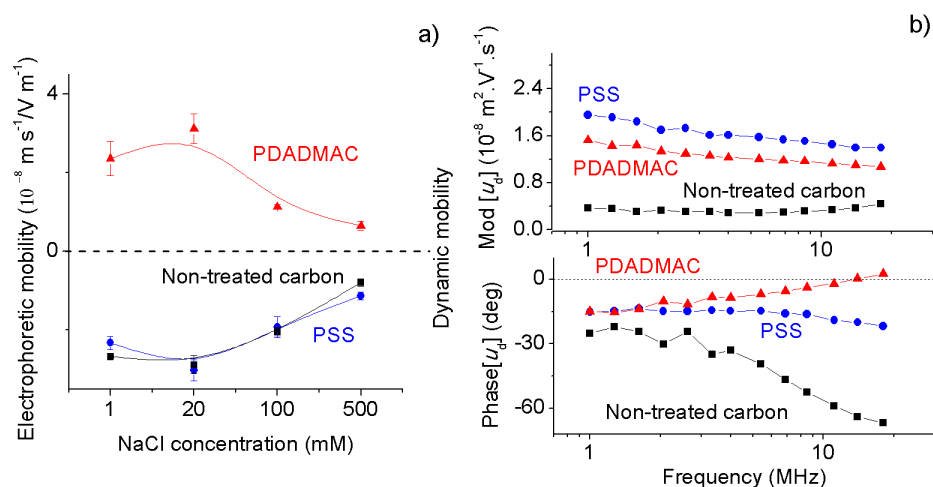 a)
Electrophoretic mobility (10⁻⁸ m s⁻¹/V m⁻¹)
4
0
PDADMAC
Non-treated carbon
PSS
1
20
100
500
NaCl concentration (mM)
b)
Dynamic mobility
Mod [u_d] (10⁻⁸ m².V⁻¹.s⁻¹)
2.4
1.6
0.8
0.0
PSS
PDADMAC
Non-treated carbon
1
10
Phase[u_d] (deg)
0
-30
-60
PDADMAC
PSS
Non-treated carbon
1
10
Frequency (MHz)